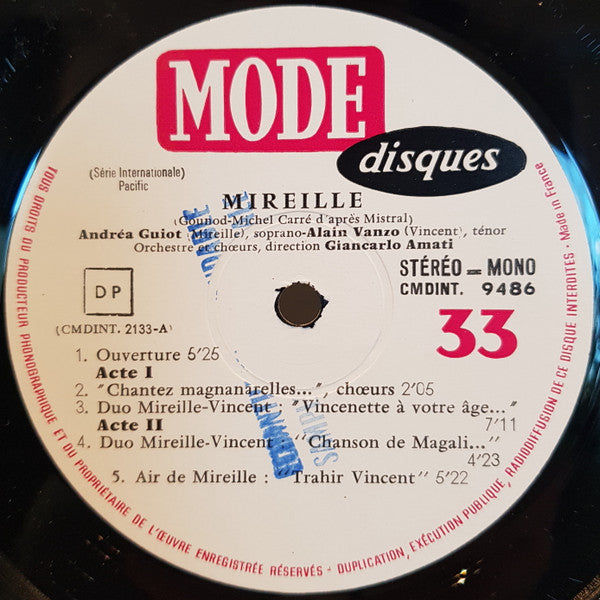 MODE
disques
(Série Internationale)
Pacific
MIREILLE
(Gounod-Michel Carré d'après Mistral)
Andréa Guiot (Mireille), soprano-Alain Vanzo (Vincent), ténor
Orchestre et chœurs, direction Giancarlo Amati
DP
STÉRÉO = MONO
CMDINT. 9486
(CMDINT. 2133-A)
33
1. Ouverture 5'25
Acte I
2. "Chantez magnanarelles...", chœurs 2'05
3. Duo Mireille-Vincent : "Vincenette à votre âge..."
7'11
Acte II
4. Duo Mireille-Vincent : "Chanson de Magali..."
4'23
5. Air de Mireille : "Trahir Vincent" 5'22
TOUS DROITS DU PRODUCTEUR PHONOGRAPHIQUE ET DU PROPRIÉTAIRE DE L'ŒUVRE ENREGISTRÉE RÉSERVÉS - DUPLICATION, EXÉCUTION PUBLIQUE, RADIODIFFUSION DE CE DISQUE INTERDITES - Made in France